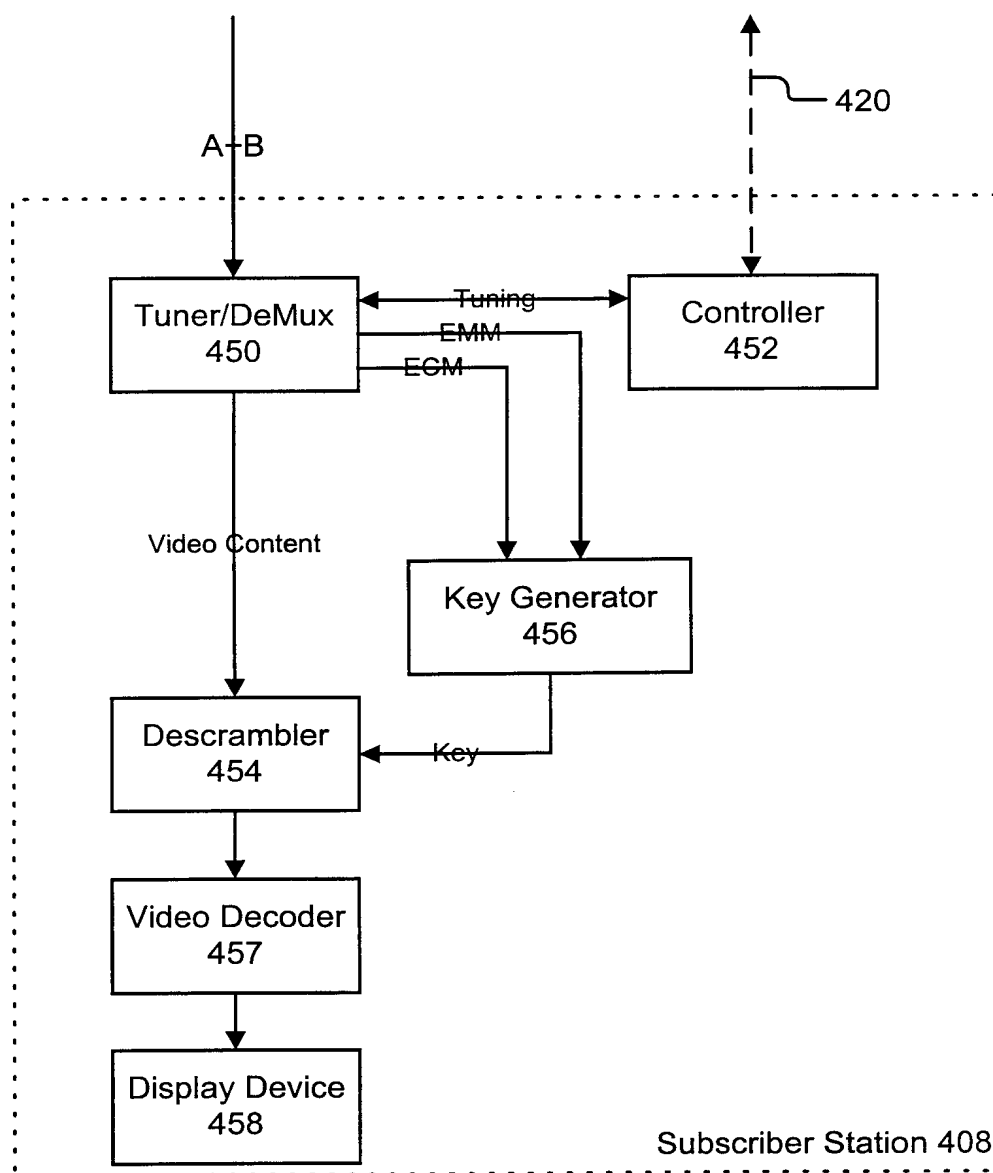 420
A+B
Tuner/DeMux
450
Tuning
EMM
ECM
Controller
452
Video Content
Key Generator
456
Descrambler
454
Key
Video Decoder
457
Display Device
458
Subscriber Station 408